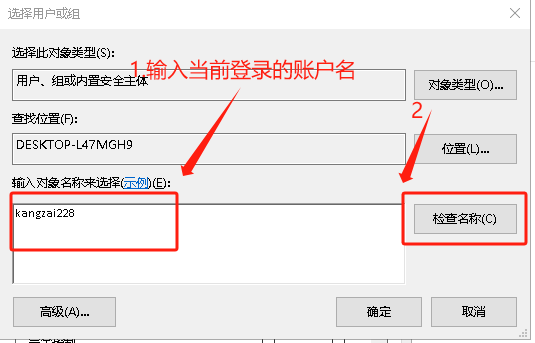 选择用户或组
选择此对象类型(S):
1 输入当前登录的账户名
用户、组或内置安全主体
对象类型(O)...
查找位置(F):
2
DESKTOP-L47MGH9
位置(L)...
输入对象名称来选择(示例)(E):
kangzai228
检查名称(C)
高级(A)...
确定
取消